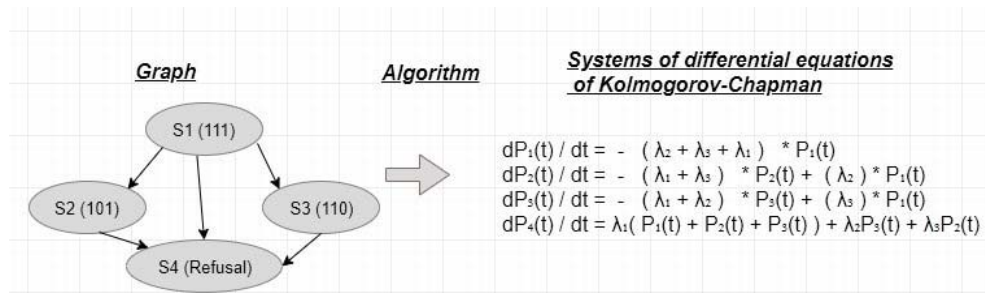 Graph
Algorithm
Systems of differential equations
of Kolmogorov-Chapman
S1 (111)
S2 (101)
S3 (110)
S4 (Refusal)
dP₁(t) / dt = - ( λ₂ + λ₃ + λ₁ ) * P₁(t)
dP₂(t) / dt = - ( λ₁ + λ₃ ) * P₂(t) + ( λ₂ ) * P₁(t)
dP₃(t) / dt = - ( λ₁ + λ₂ ) * P₃(t) + ( λ₃ ) * P₁(t)
dP₄(t) / dt = λ₁( P₁(t) + P₂(t) + P₃(t) ) + λ₂P₃(t) + λ₃P₂(t)